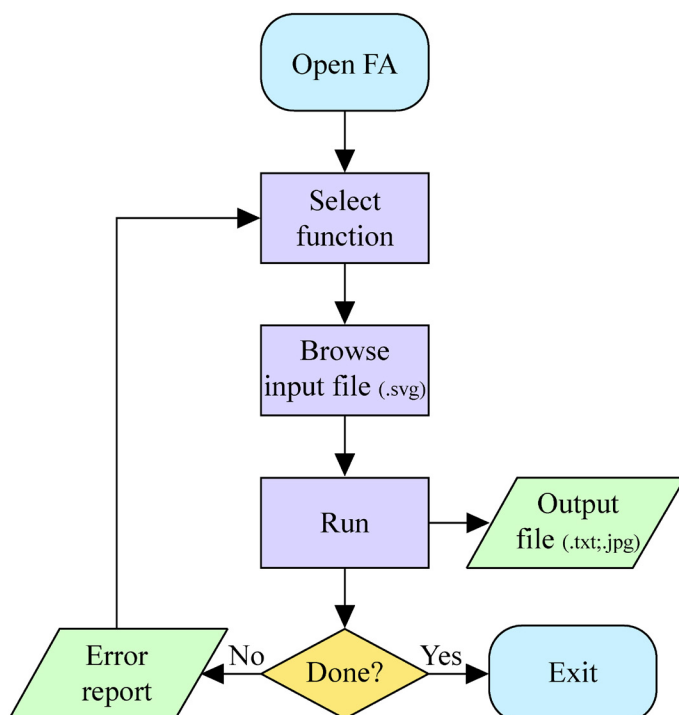 Open FA
Select
function
Browse
input file (.svg)
Run
Output
file (.txt;.jpg)
Done?
No
Yes
Error
report
Exit